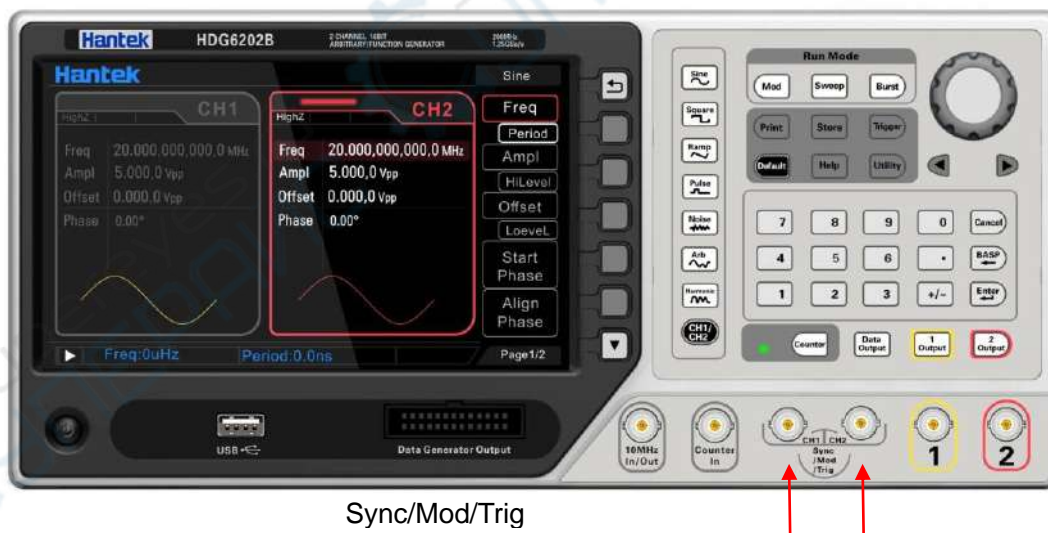 Hantek HDG6202B 2 CHANNEL 16BIT ARBITRARY/FUNCTION GENERATOR 200MHz 1.25GSa/s
Hantek
Sine
CH1
HighZ
Freq 20.000,000,000,0 MHz
Ampl 5.000,0 Vpp
Offset 0.000,0 Vpp
Phase 0.00°
CH2
HighZ
Freq 20.000,000,000,0 MHz
Ampl 5.000,0 Vpp
Offset 0.000,0 Vpp
Phase 0.00°
Freq
Period
Ampl
HiLevel
Offset
LoeveL
Start
Phase
Align
Phase
Freq:0uHz Period:0.0ns Page1/2
Sine
Square
Ramp
Pulse
Noise
Arb
Harmonic
CH1/
CH2
Run Mode
Mod Sweep Burst
Print Store Trigger
Default Help Utility
7 8 9 0 Cancel
4 5 6 . BASP
1 2 3 +/- Enter
Counter
Data
Output
1
Output
2
Output
USB
Data Generator Output
10MHz
In/Out
Counter
In
CH1 CH2
Sync
/Mod
/Trig
1
2
Sync/Mod/Trig